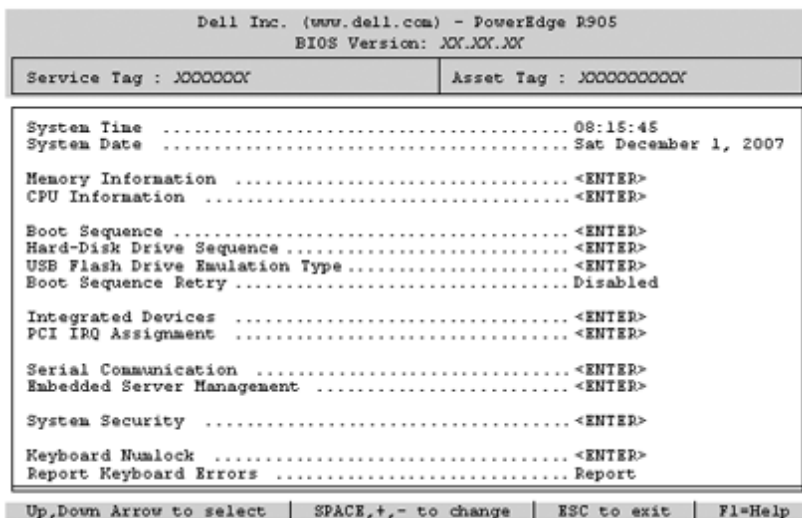 Dell Inc. (www.dell.com) - PowerEdge R905
BIOS Version: XX.XX.XX
Service Tag : XXXXXXX Asset Tag : XXXXXXXXXX
System Time ........................................ 08:15:45
System Date ........................................ Sat December 1, 2007
Memory Information ................................. <ENTER>
CPU Information .................................... <ENTER>
Boot Sequence ...................................... <ENTER>
Hard-Disk Drive Sequence ........................... <ENTER>
USB Flash Drive Emulation Type ..................... <ENTER>
Boot Sequence Retry ................................ Disabled
Integrated Devices ................................. <ENTER>
PCI IRQ Assignment ................................. <ENTER>
Serial Communication ............................... <ENTER>
Embedded Server Management ......................... <ENTER>
System Security .................................... <ENTER>
Keyboard Numlock ................................... <ENTER>
Report Keyboard Errors ............................. Report
Up,Down Arrow to select | SPACE,+,- to change | ESC to exit | F1=Help